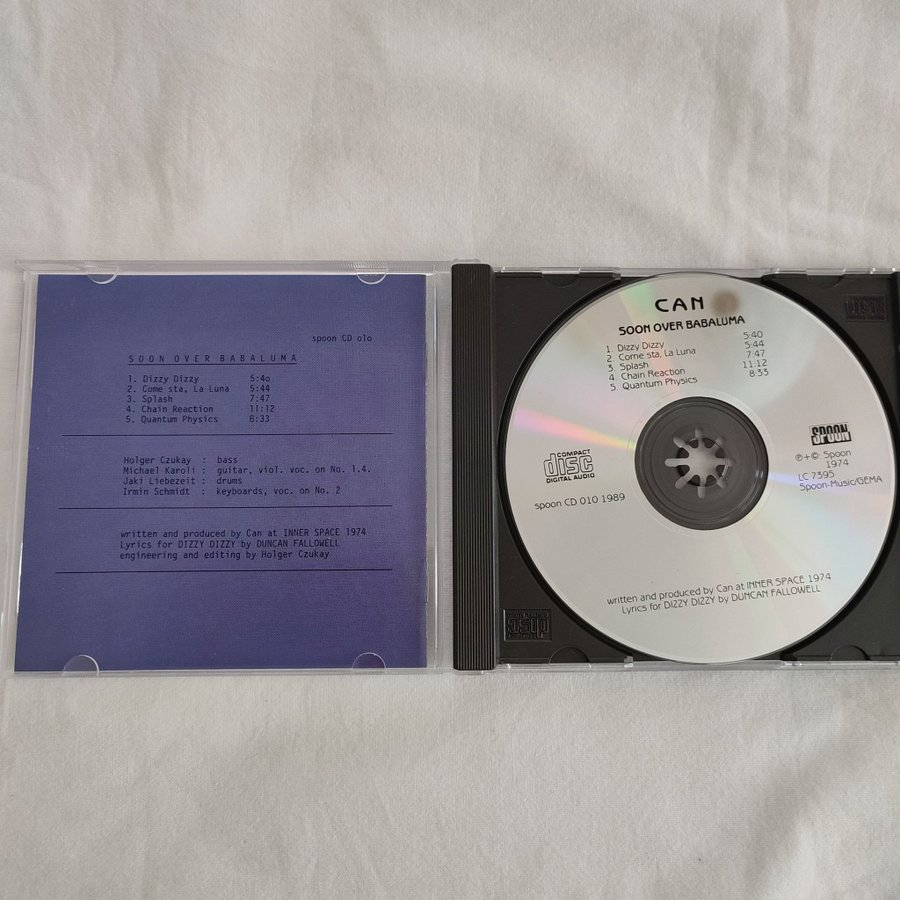 spoon CD olo
SOON OVER BABALUMA
1. Dizzy Dizzy 5:4o
2. Come sta, La Luna 5:44
3. Splash 7:47
4. Chain Reaction 11:12
5. Quantum Physics 8:33
Holger Czukay : bass
Michael Karoli : guitar, viol. voc. on No. 1.4.
Jaki Liebezeit : drums
Irmin Schmidt : keyboards, voc. on No. 2
written and produced by Can at INNER SPACE 1974
Lyrics for DIZZY DIZZY by DUNCAN FALLOWELL
engineering and editing by Holger Czukay
CAN
SOON OVER BABALUMA
1. Dizzy Dizzy 5:40
2. Come sta, La Luna 5:44
3. Splash 7:47
4. Chain Reaction 11:12
5. Quantum Physics 8:33
SPOON
COMPACT
disc
DIGITAL AUDIO
℗+©: Spoon
1974
LC 7395
Spoon-Music/GEMA
spoon CD 010 1989
written and produced by Can at INNER SPACE 1974
Lyrics for DIZZY DIZZY by DUNCAN FALLOWELL
disc